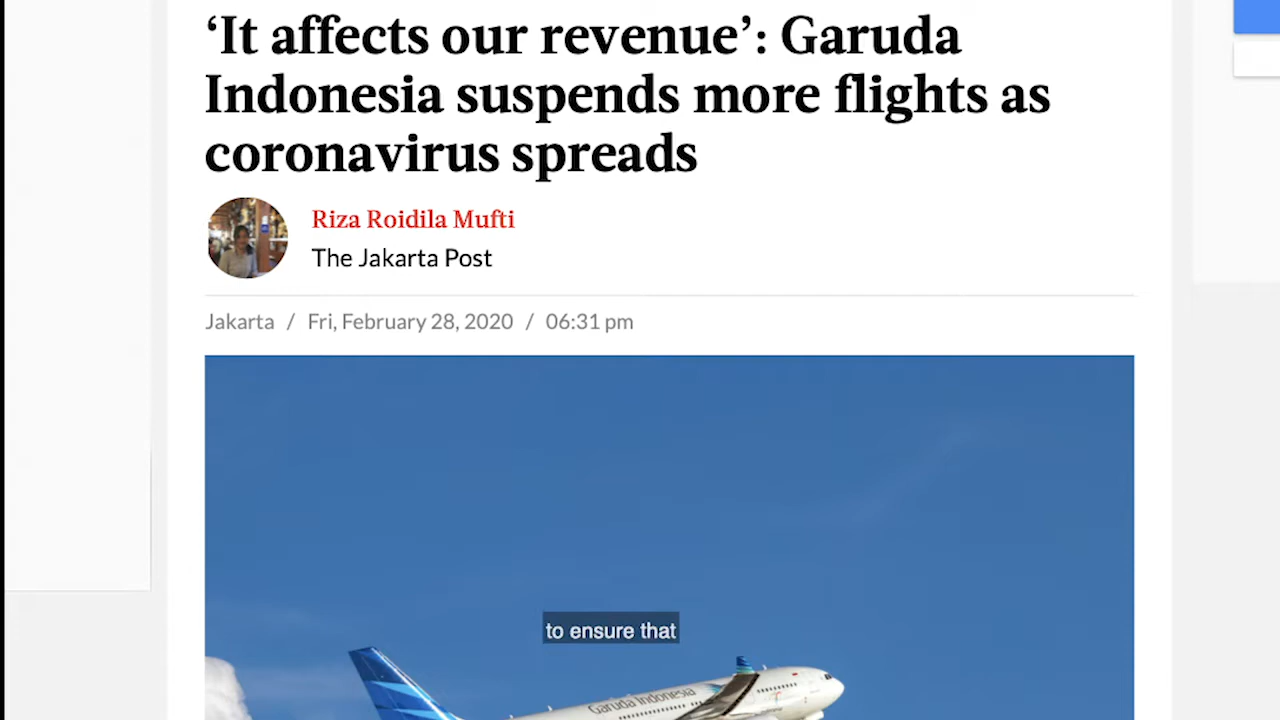 ‘It affects our revenue’: Garuda
Indonesia suspends more flights as
coronavirus spreads
Riza Roidila Mufti
The Jakarta Post
Jakarta / Fri, February 28, 2020 / 06:31 pm
to ensure that
Garuda Indonesia